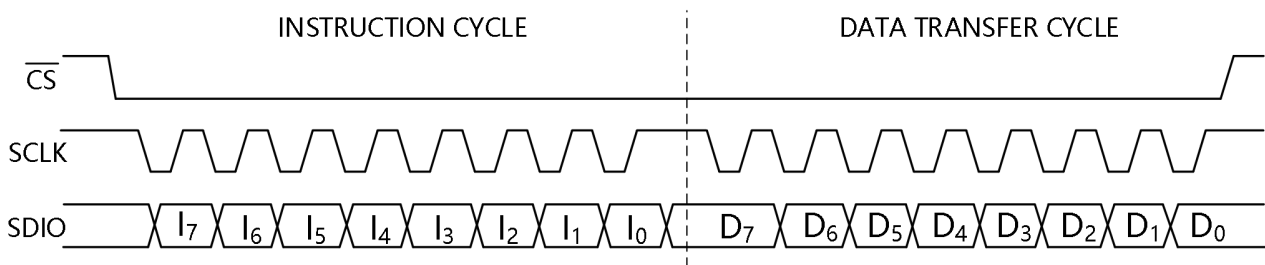 INSTRUCTION CYCLE DATA TRANSFER CYCLE
C̅S̅
SCLK
SDIO I₇ I₆ I₅ I₄ I₃ I₂ I₁ I₀ D₇ D₆ D₅ D₄ D₃ D₂ D₁ D₀